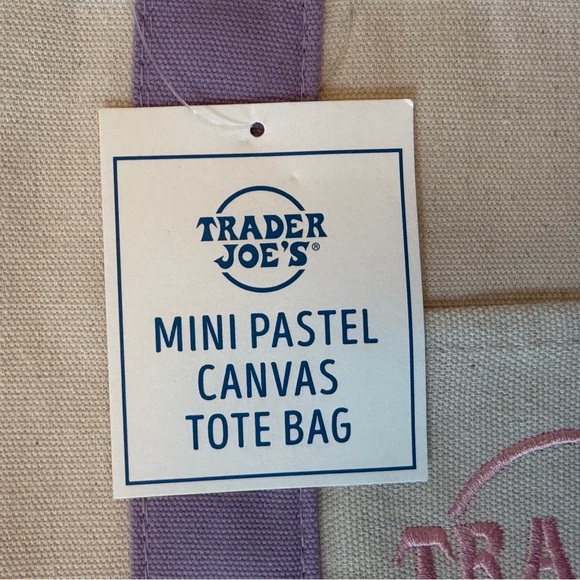 TRADER
JOE'S®
MINI PASTEL
CANVAS
TOTE BAG
TRA